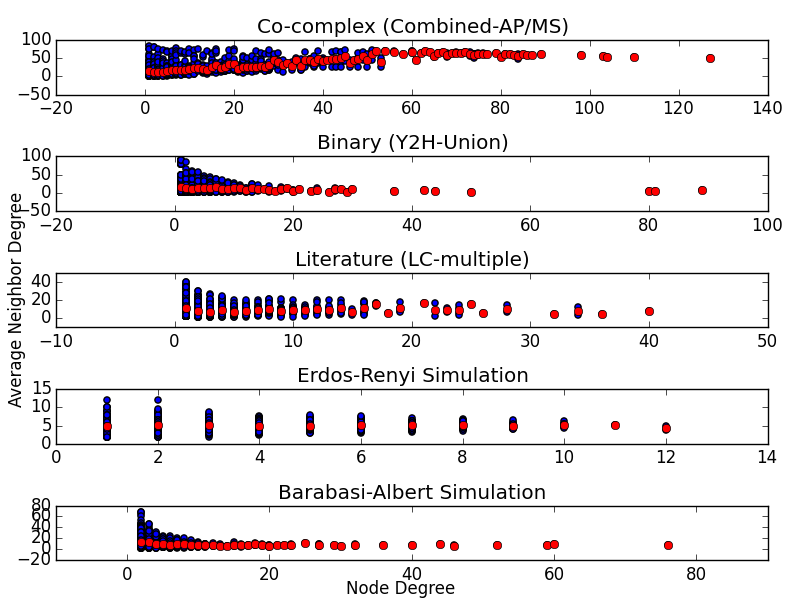 Co-complex (Combined-AP/MS)
100
50
0
−50
−20 0 20 40 60 80 100 120 140
Binary (Y2H-Union)
100
50
0
−50
−20 0 20 40 60 80 100
Literature (LC-multiple)
40
20
0
−10 0 10 20 30 40 50
Average Neighbor Degree
Erdos-Renyi Simulation
15
10
5
0
0 2 4 6 8 10 12 14
Barabasi-Albert Simulation
80
60
40
20
0
−20
0 20 40 60 80
Node Degree